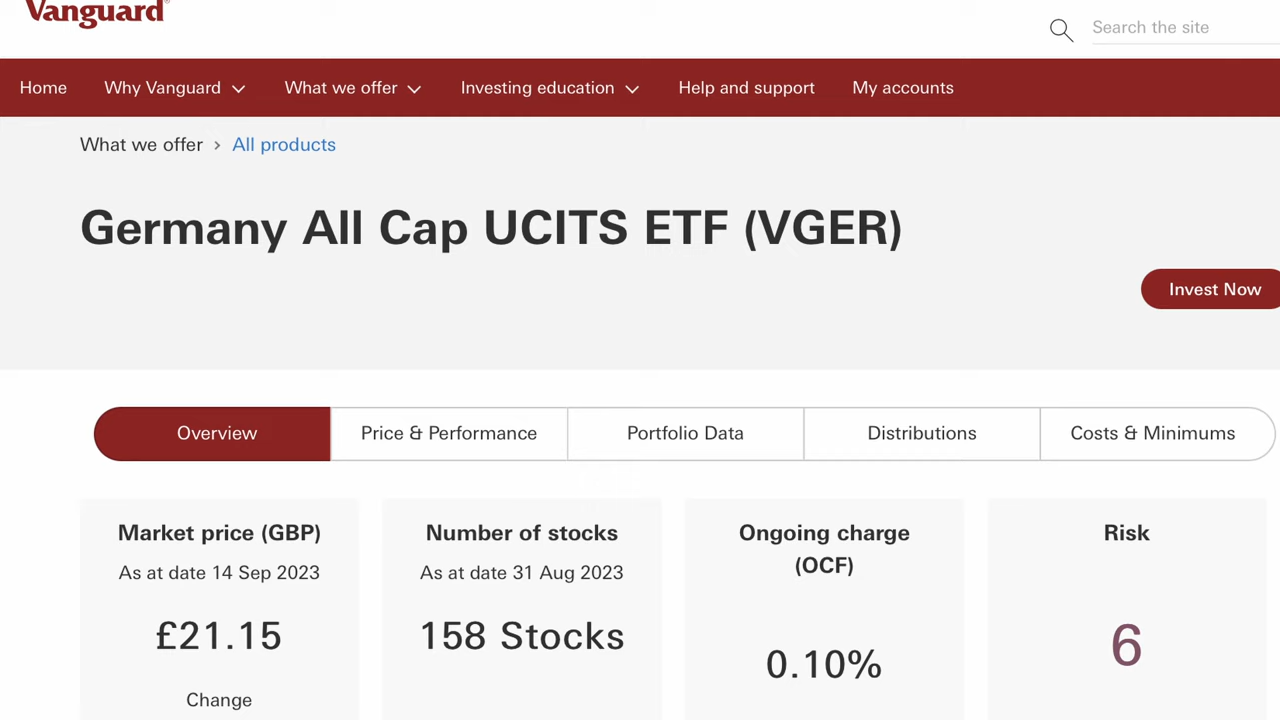 Vanguard
Search the site
Home Why Vanguard What we offer Investing education Help and support My accounts
What we offer > All products
Germany All Cap UCITS ETF (VGER)
Invest Now
Overview Price & Performance Portfolio Data Distributions Costs & Minimums
Market price (GBP)
As at date 14 Sep 2023
£21.15
Change
Number of stocks
As at date 31 Aug 2023
158 Stocks
Ongoing charge
(OCF)
0.10%
Risk
6